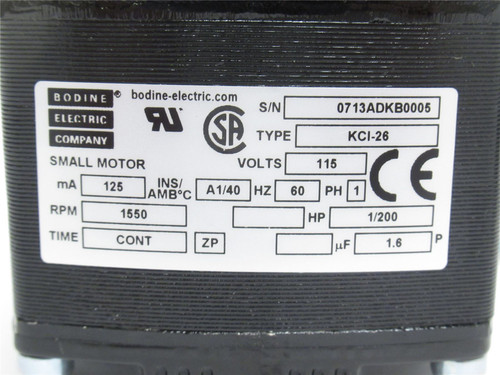 BODINE ® bodine-electric.com
ELECTRIC
COMPANY
S/N 0713ADKB0005
TYPE KCI-26
SMALL MOTOR VOLTS 115
mA 125 INS/AMB°C A1/40 HZ 60 PH 1
RPM 1550 HP 1/200
TIME CONT ZP µF 1.6 P